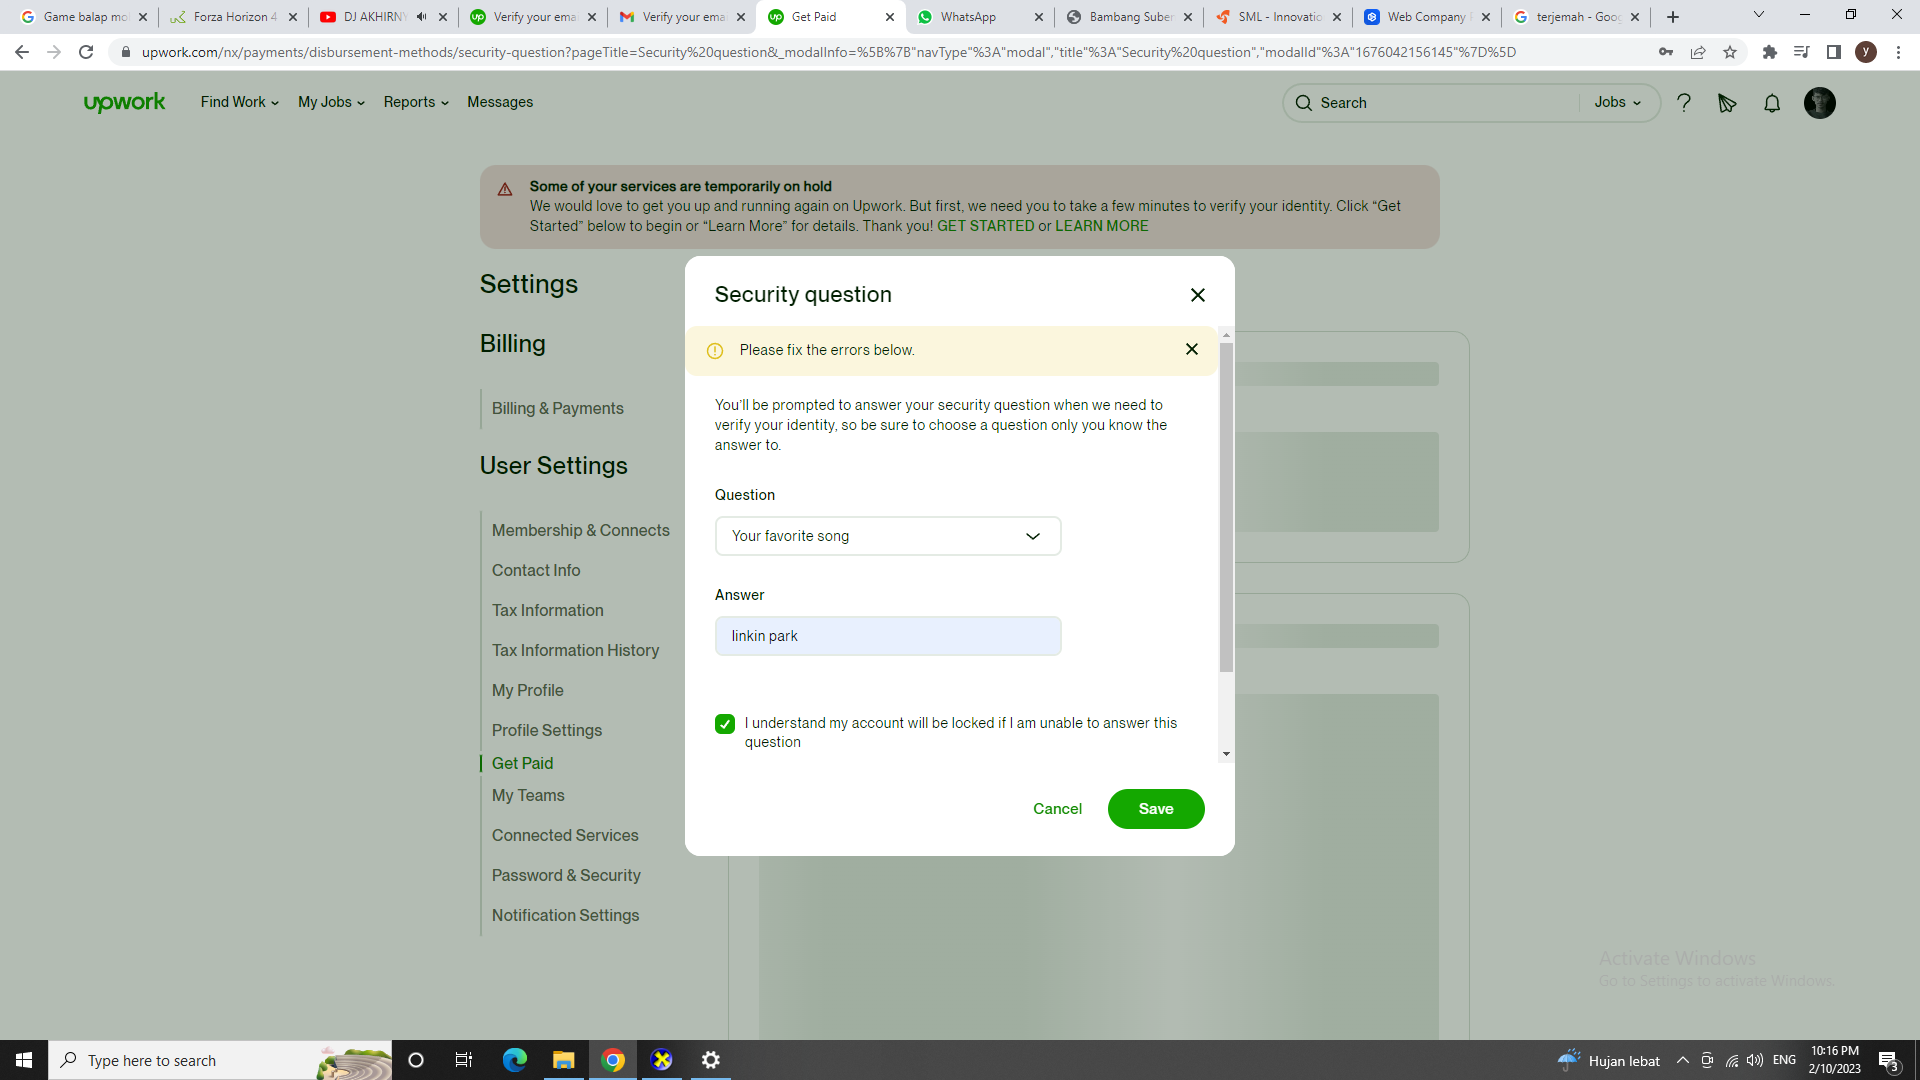 Game balap mo
Forza Horizon 4
DJ AKHIRNY
Verify your emai
Verify your ema
Get Paid
WhatsApp
Bambang Suber
SML - Innovatio
Web Company
terjemah - Goog
upwork.com/nx/payments/disbursement-methods/security-question?pageTitle=Security%20question&_modalInfo=%5B%7B"navType"%3A"modal","title"%3A"Security%20question","modalId"%3A"1676042156145"%7D%5D
y
upwork
Find Work
My Jobs
Reports
Messages
Search
Jobs
Some of your services are temporarily on hold
We would love to get you up and running again on Upwork. But first, we need you to take a few minutes to verify your identity. Click “Get
Started” below to begin or “Learn More” for details. Thank you! GET STARTED or LEARN MORE
Settings
Billing
Billing & Payments
User Settings
Membership & Connects
Contact Info
Tax Information
Tax Information History
My Profile
Profile Settings
Get Paid
My Teams
Connected Services
Password & Security
Notification Settings
Security question
Please fix the errors below.
You’ll be prompted to answer your security question when we need to
verify your identity, so be sure to choose a question only you know the
answer to.
Question
Your favorite song
Answer
linkin park
I understand my account will be locked if I am unable to answer this
question
Cancel
Save
Activate Windows
Go to Settings to activate Windows.
Type here to search
Hujan lebat
ENG
10:16 PM
2/10/2023
3